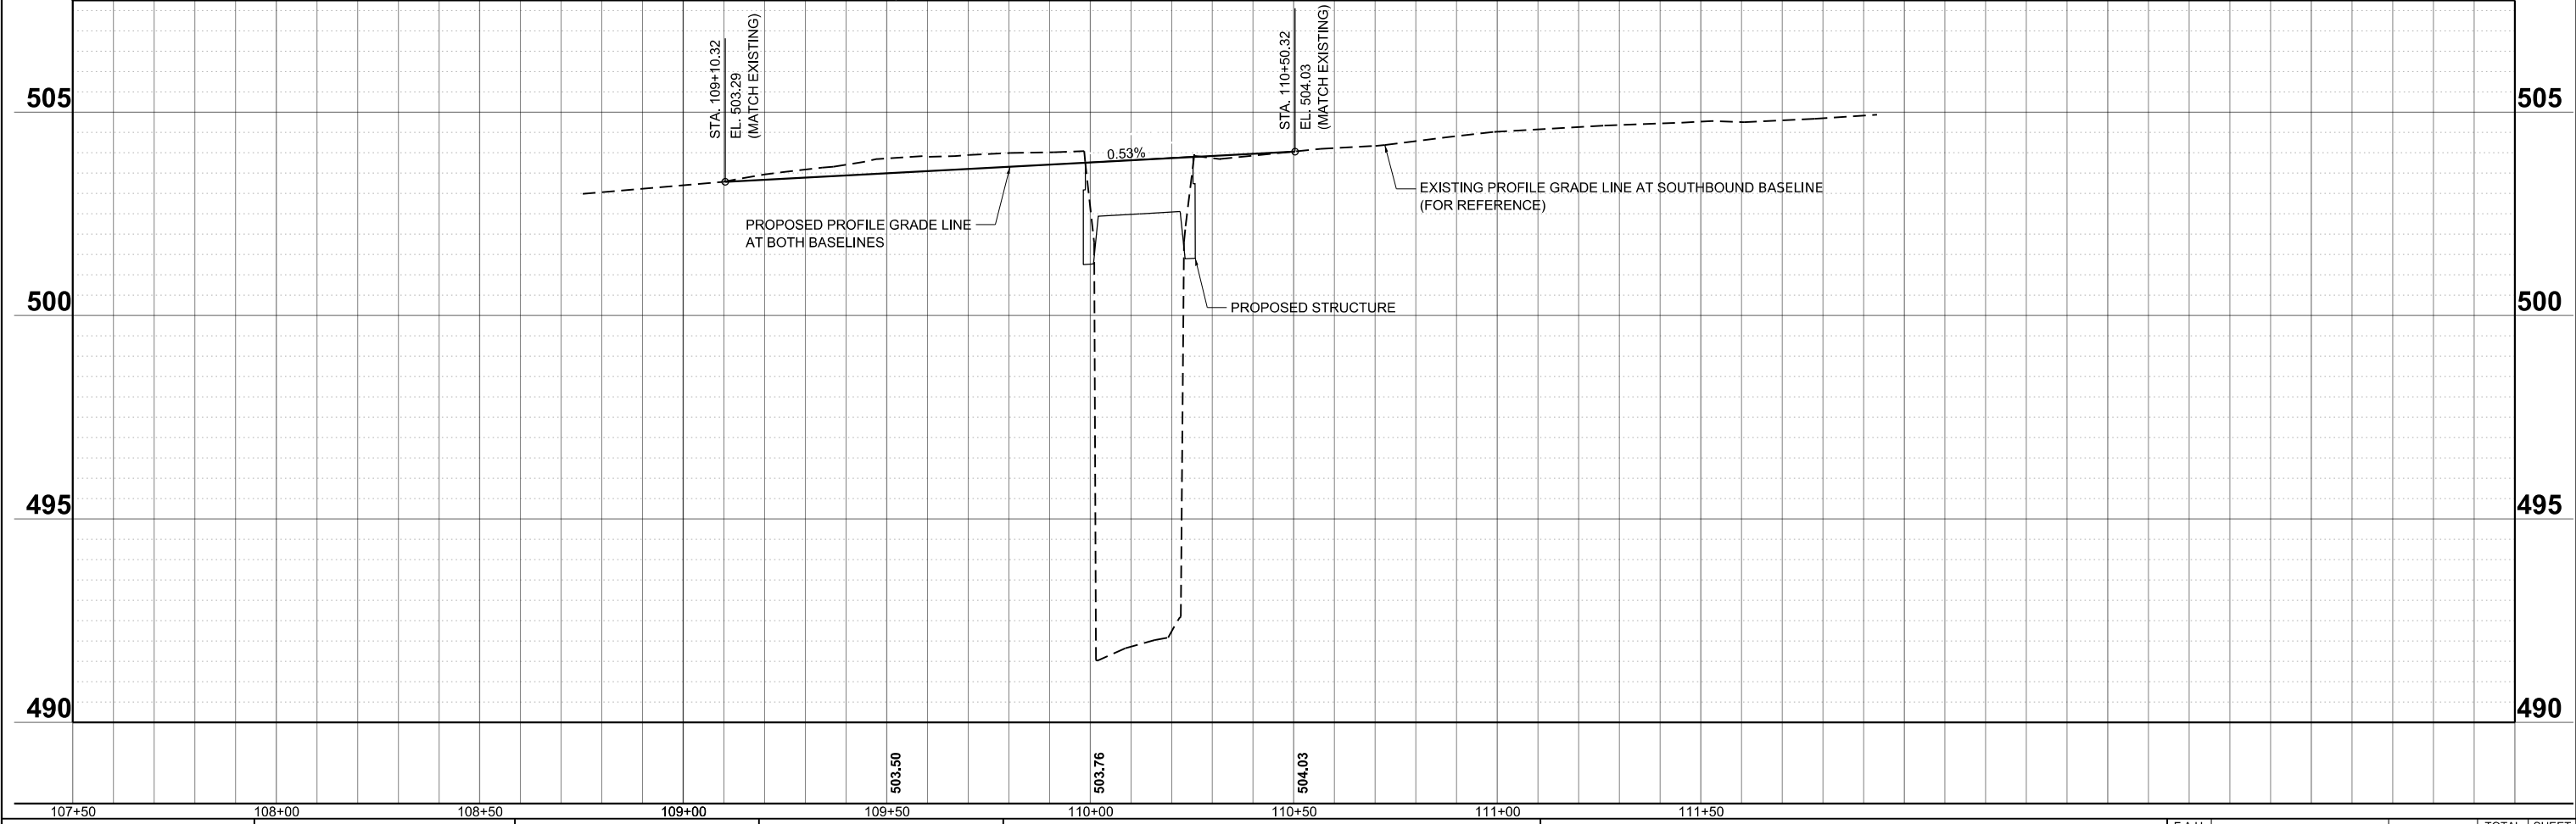 STA. 109+10.32
EL. 503.29
(MATCH EXISTING)
STA. 110+50.32
EL. 504.03
(MATCH EXISTING)
505
505
0.53%
EXISTING PROFILE GRADE LINE AT SOUTHBOUND BASELINE
(FOR REFERENCE)
PROPOSED PROFILE GRADE LINE
AT BOTH BASELINES
500
500
PROPOSED STRUCTURE
495
495
490
490
503.50
503.76
504.03
107+50
108+00
108+50
109+00
109+50
110+00
110+50
111+00
111+50
TOTAL
SHEET